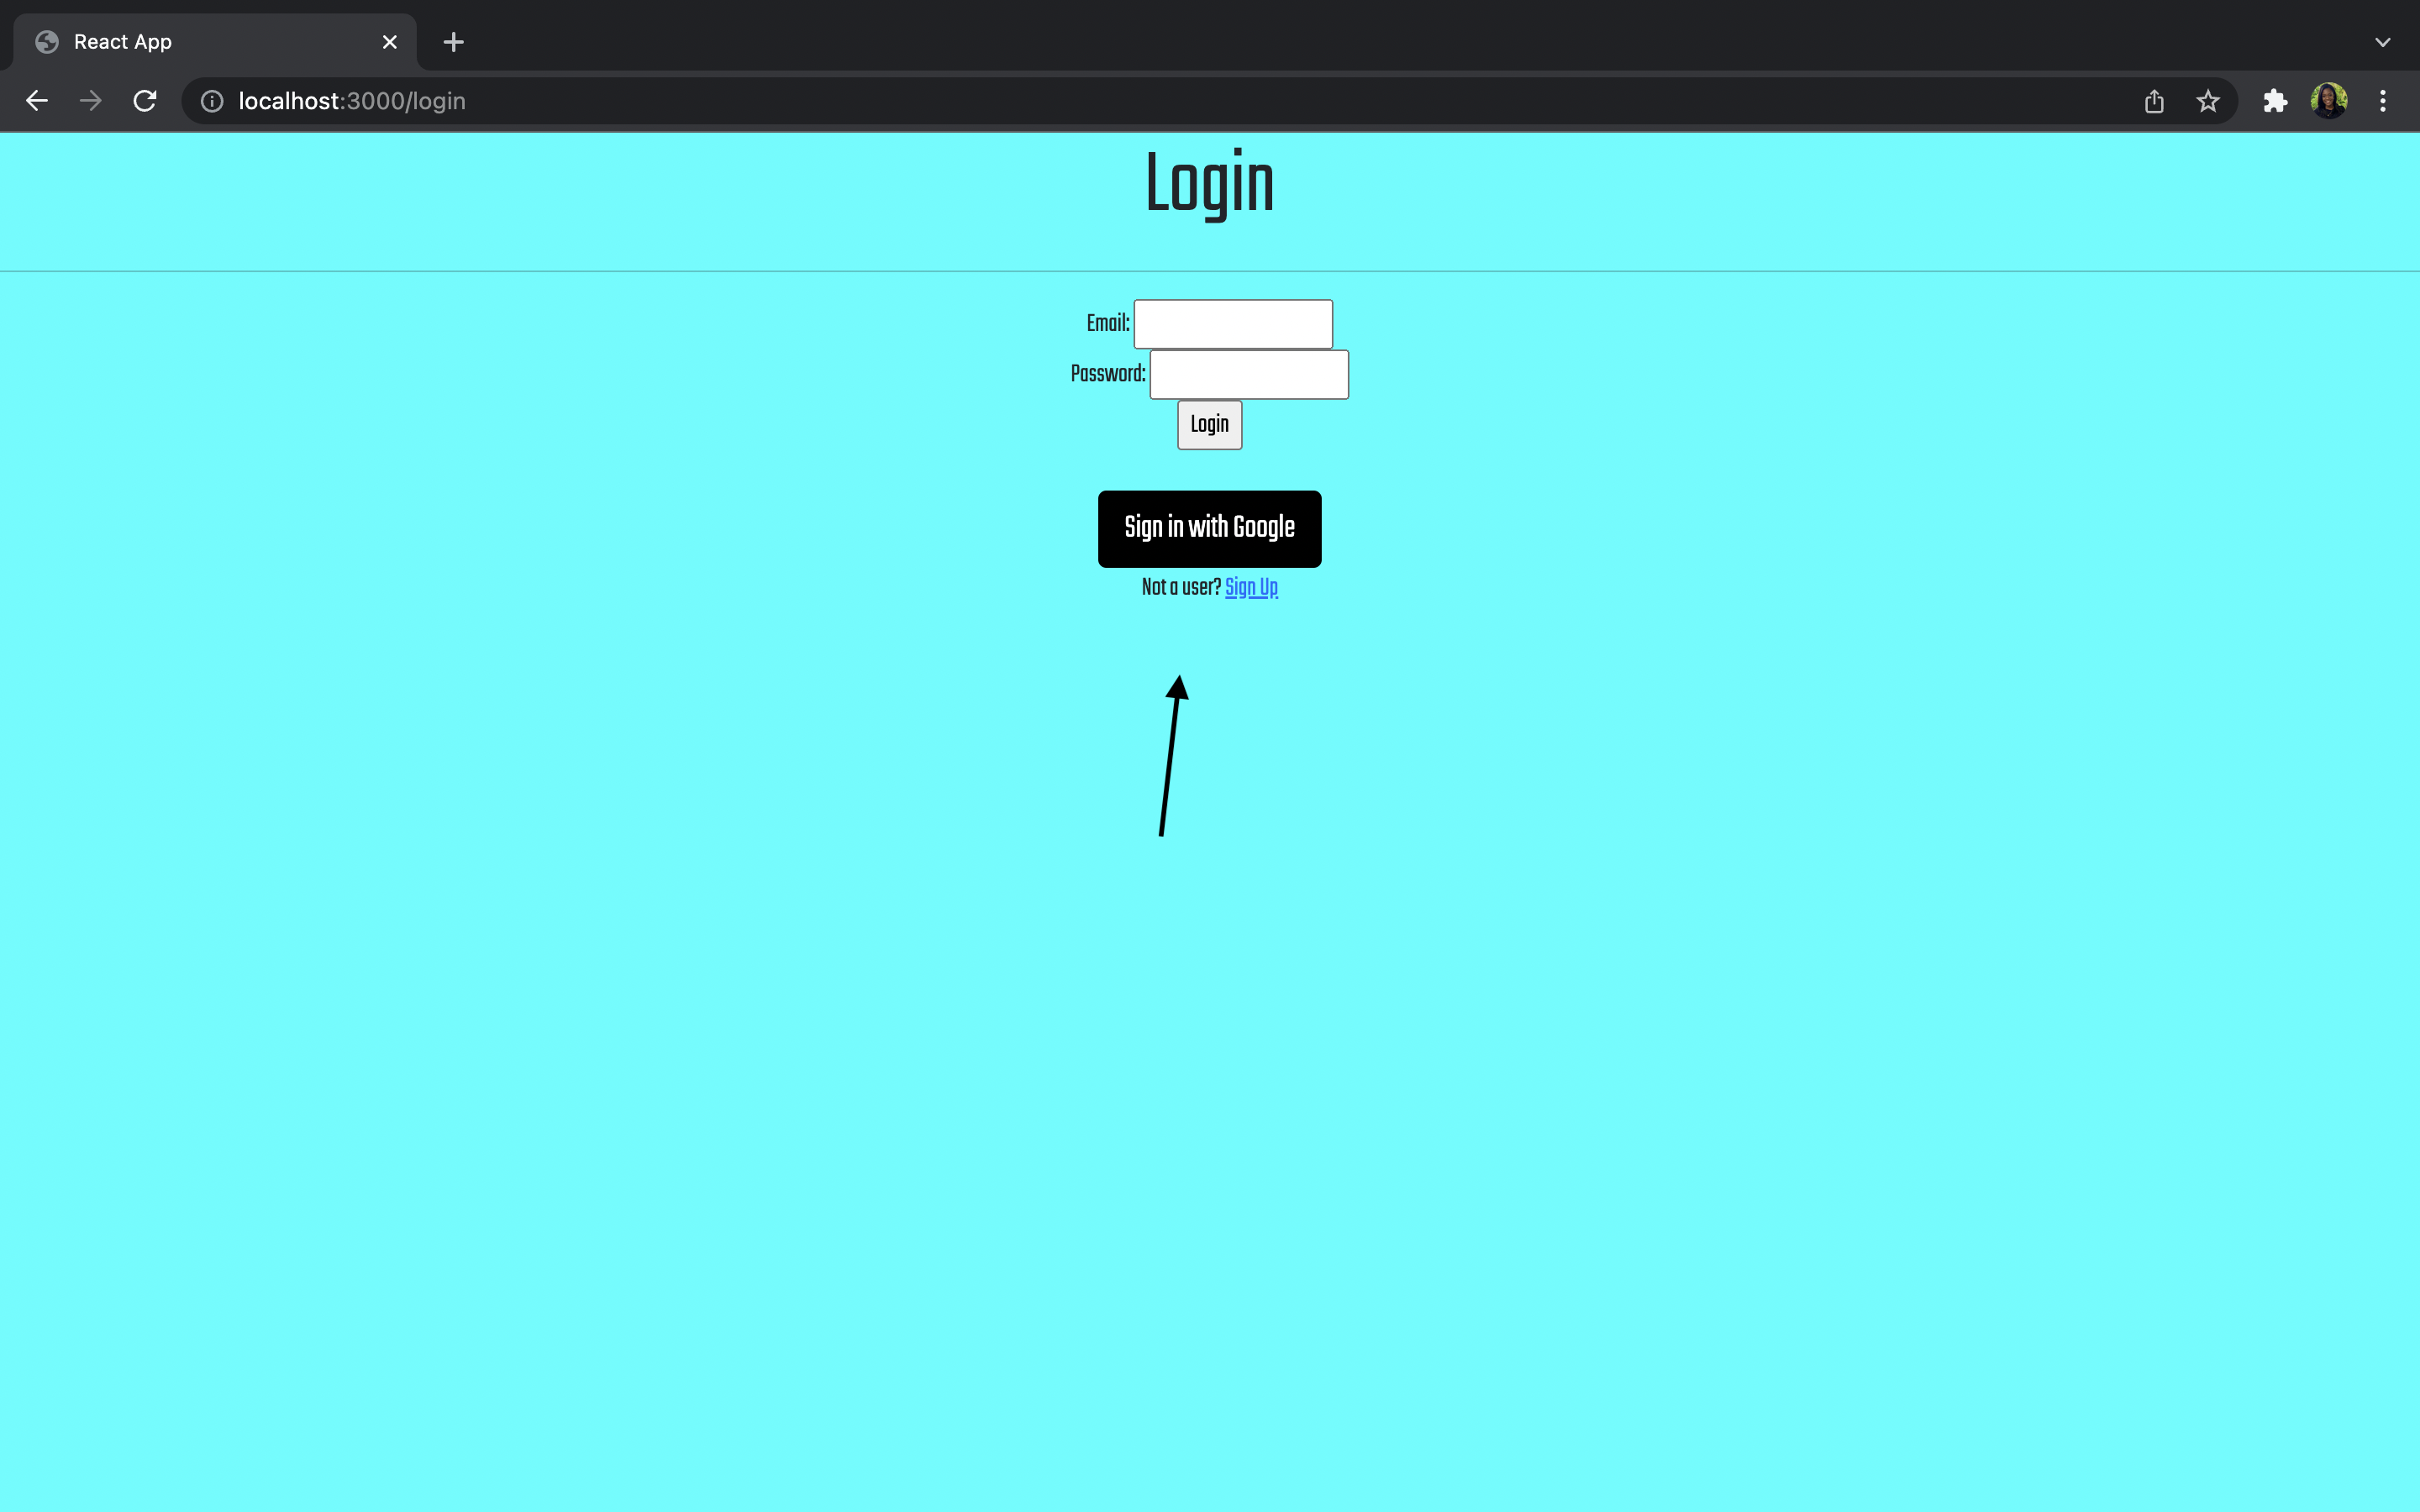 React App
localhost:3000/login
Login
Email:
Password:
Login
Sign in with Google
Not a user? Sign Up